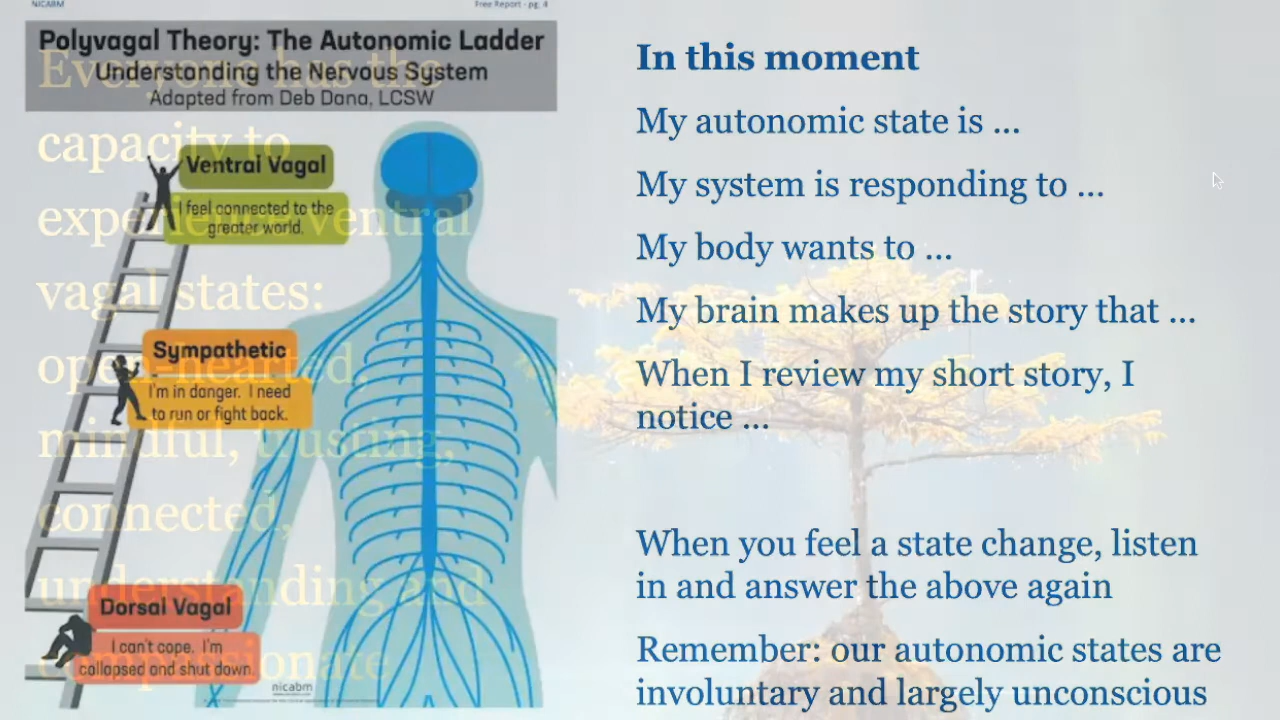 NICABM
Free Report - pg. 4
Polyvagal Theory: The Autonomic Ladder
Understanding the Nervous System
Adapted from Deb Dana, LCSW
Everyone has the
capacity to
experience ventral
vagal states:
open-hearted,
mindful, trusting,
connected,
understanding and
compassionate
Ventral Vagal
I feel connected to the
greater world.
Sympathetic
I'm in danger. I need
to run or fight back.
Dorsal Vagal
I can't cope. I'm
collapsed and shut down.
nicabm
In this moment
My autonomic state is ...
My system is responding to ...
My body wants to ...
My brain makes up the story that ...
When I review my short story, I
notice ...
When you feel a state change, listen
in and answer the above again
Remember: our autonomic states are
involuntary and largely unconscious